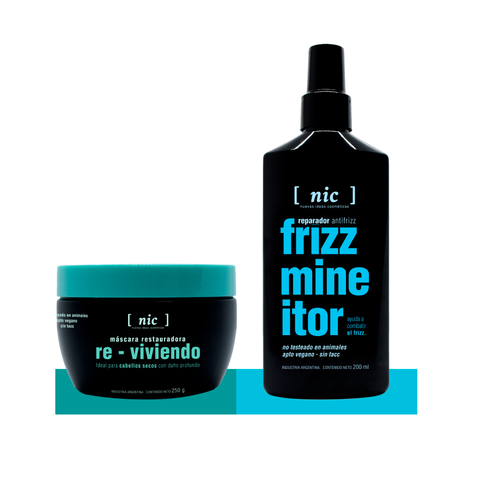 [ nic ]
nuevas ideas cosméticas
reparador antifrizz
frizz
mine
itor
ayuda a
combatir
el frizz.
no testeado en animales
apto vegano - sin tacc
INDUSTRIA ARGENTINA CONTENIDO NETO 200 ml
no testeado en animales
apto vegano
sin tacc
[ nic ]
nuevas ideas cosméticas
máscara restauradora
re - viviendo
Ideal para cabellos secos con daño profundo
INDUSTRIA ARGENTINA CONTENIDO NETO 250 g